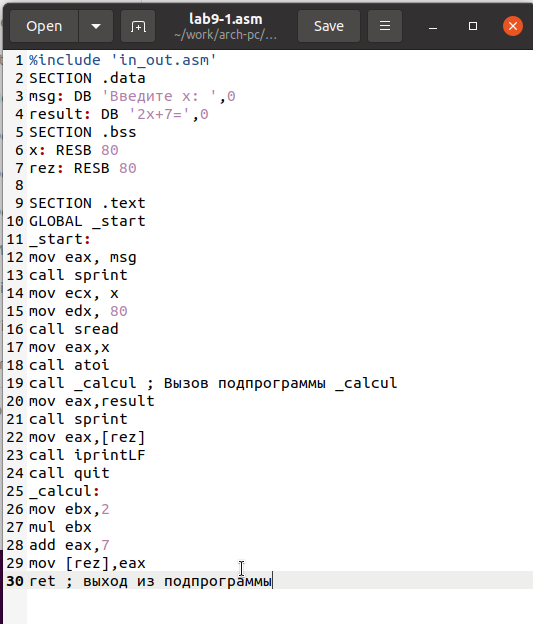 Open
lab9-1.asm
~/work/arch-pc/...
Save
1 %include 'in_out.asm'
2 SECTION .data
3 msg: DB 'Введите x: ',0
4 result: DB '2x+7=',0
5 SECTION .bss
6 x: RESB 80
7 rez: RESB 80
8
9 SECTION .text
10 GLOBAL _start
11 _start:
12 mov eax, msg
13 call sprint
14 mov ecx, x
15 mov edx, 80
16 call sread
17 mov eax,x
18 call atoi
19 call _calcul ; Вызов подпрограммы _calcul
20 mov eax,result
21 call sprint
22 mov eax,[rez]
23 call iprintLF
24 call quit
25 _calcul:
26 mov ebx,2
27 mul ebx
28 add eax,7
29 mov [rez],eax
30 ret ; выход из подпрограммы